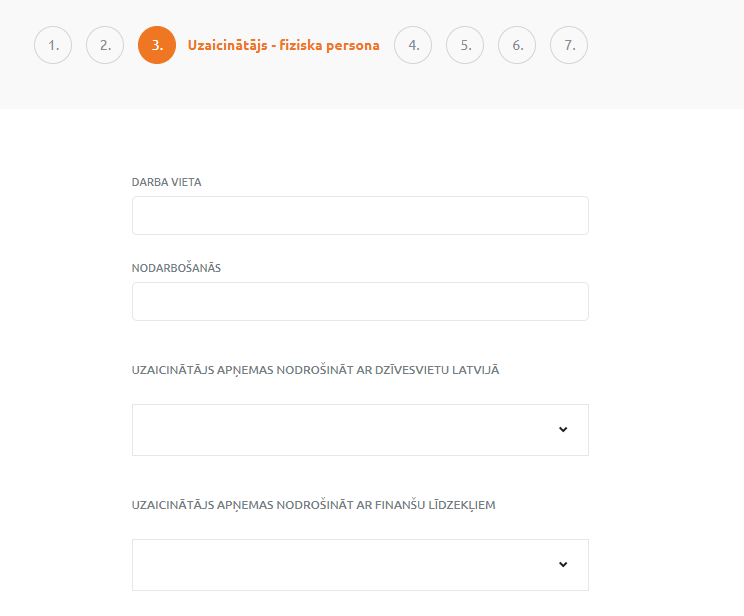 1. 2. 3. Uzaicinātājs - fiziska persona 4. 5. 6. 7.
DARBA VIETA
NODARBOŠANĀS
UZAICINĀTĀJS APŅEMAS NODROŠINĀT AR DZĪVESVIETU LATVIJĀ
UZAICINĀTĀJS APŅEMAS NODROŠINĀT AR FINANŠU LĪDZEKĻIEM